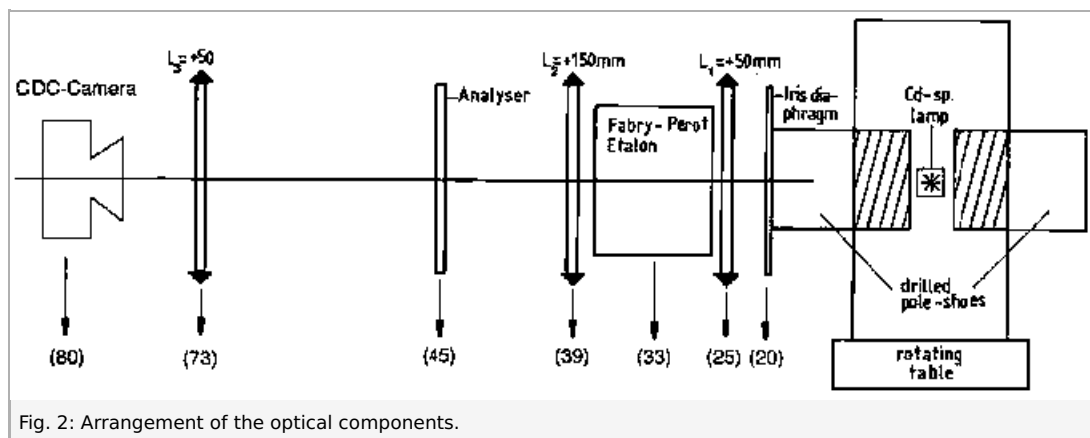 CDC-Camera
L3=+50
Analyser
L2=+150mm
Fabry-Perot
Etalon
L1=+50mm
Iris dia-
phragm
Cd-sp.
lamp
drilled
pole-shoes
(80)
(73)
(45)
(39)
(33)
(25)
(20)
rotating
table
Fig. 2: Arrangement of the optical components.